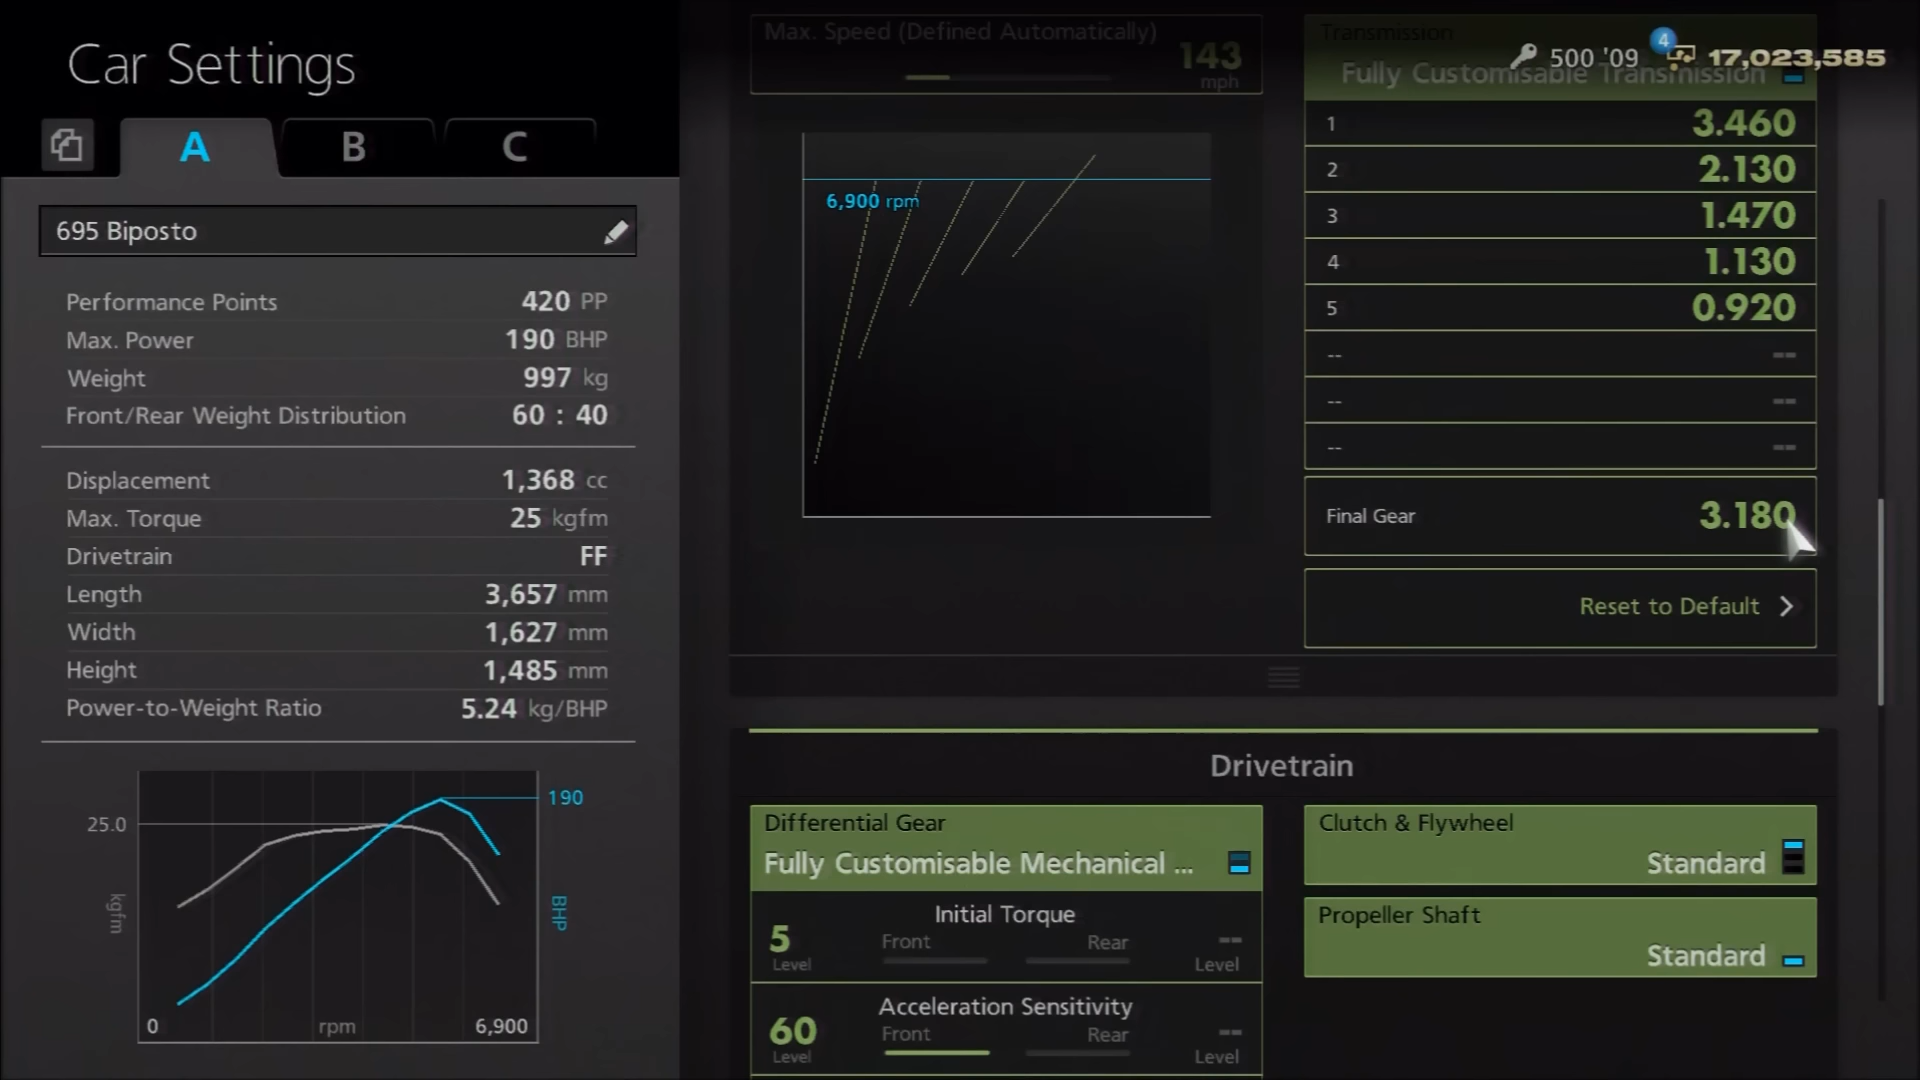 Car Settings
A
B
C
695 Biposto
Performance Points 420 PP
Max. Power 190 BHP
Weight 997 kg
Front/Rear Weight Distribution 60 : 40
Displacement 1,368 cc
Max. Torque 25 kgfm
Drivetrain FF
Length 3,657 mm
Width 1,627 mm
Height 1,485 mm
Power-to-Weight Ratio 5.24 kg/BHP
190
25.0
kgfm
BHP
0 rpm 6,900
Max. Speed (Defined Automatically)
143
mph
6,900 rpm
500 '09 4 17,023,585
Transmission
Fully Customisable Transmission
1 3.460
2 2.130
3 1.470
4 1.130
5 0.920
-- --
-- --
-- --
Final Gear 3.180
Reset to Default
Drivetrain
Differential Gear
Fully Customisable Mechanical ...
Initial Torque
5 Front Rear --
Level Level
Acceleration Sensitivity
60 Front Rear --
Level Level
Clutch & Flywheel
Standard
Propeller Shaft
Standard